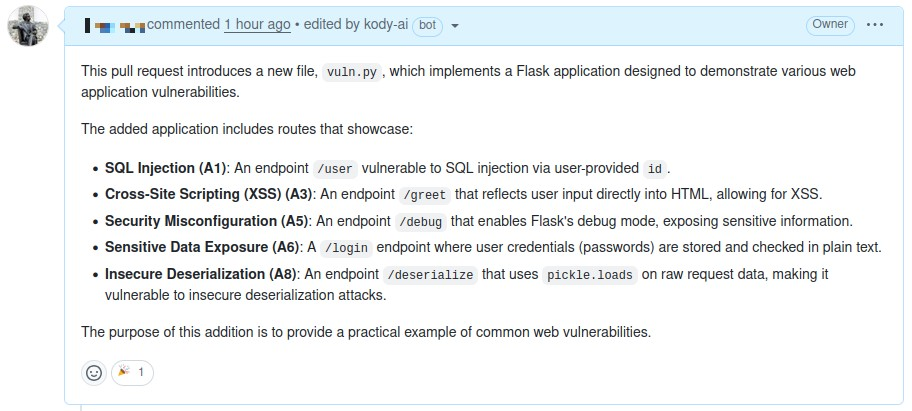 commented 1 hour ago • edited by kody-ai bot
Owner
This pull request introduces a new file, vuln.py , which implements a Flask application designed to demonstrate various web
application vulnerabilities.
The added application includes routes that showcase:
• SQL Injection (A1): An endpoint /user vulnerable to SQL injection via user-provided id .
• Cross-Site Scripting (XSS) (A3): An endpoint /greet that reflects user input directly into HTML, allowing for XSS.
• Security Misconfiguration (A5): An endpoint /debug that enables Flask's debug mode, exposing sensitive information.
• Sensitive Data Exposure (A6): A /login endpoint where user credentials (passwords) are stored and checked in plain text.
• Insecure Deserialization (A8): An endpoint /deserialize that uses pickle.loads on raw request data, making it
vulnerable to insecure deserialization attacks.
The purpose of this addition is to provide a practical example of common web vulnerabilities.
1